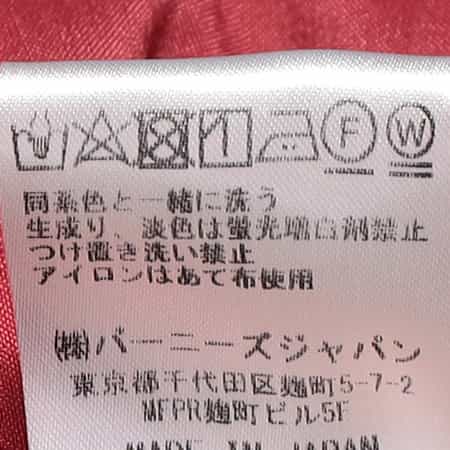 F W
同系色と一緒に洗う
生成り、淡色は蛍光増白剤禁止
つけ置き洗い禁止
アイロンはあて布使用
㈱バーニーズジャパン
東京都千代田区麹町5-7-2
MFPR麹町ビル5F
MADE IN JAPAN